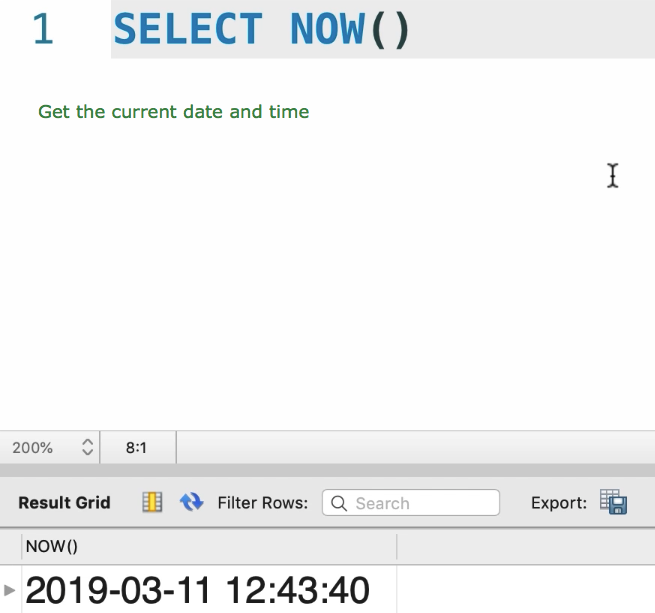 1 SELECT NOW()
Get the current date and time
200% 8:1
Result Grid Filter Rows: Search Export:
NOW()
2019-03-11 12:43:40